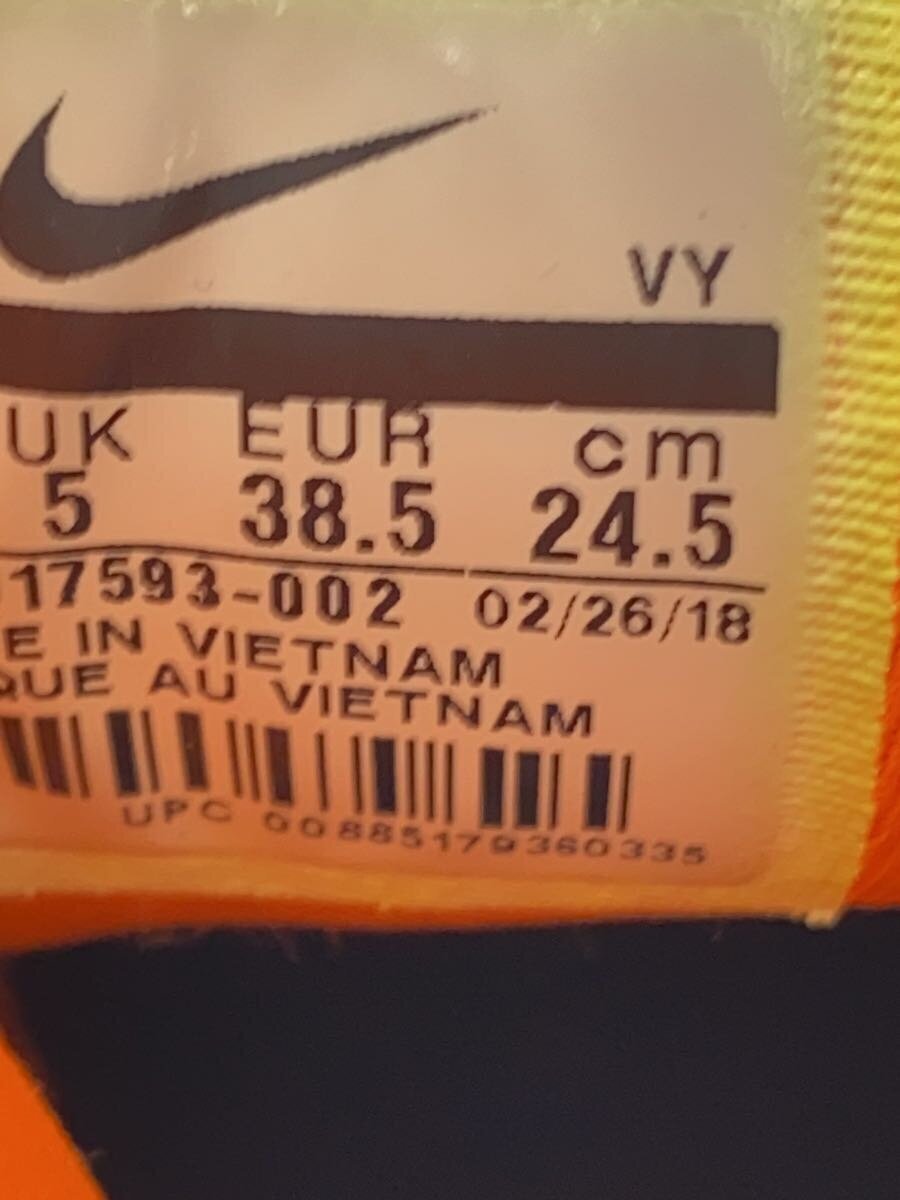 VY
UK EUR cm
5 38.5 24.5
17593-002 02/26/18
E IN VIETNAM
QUE AU VIETNAM
UPC 00885179360335